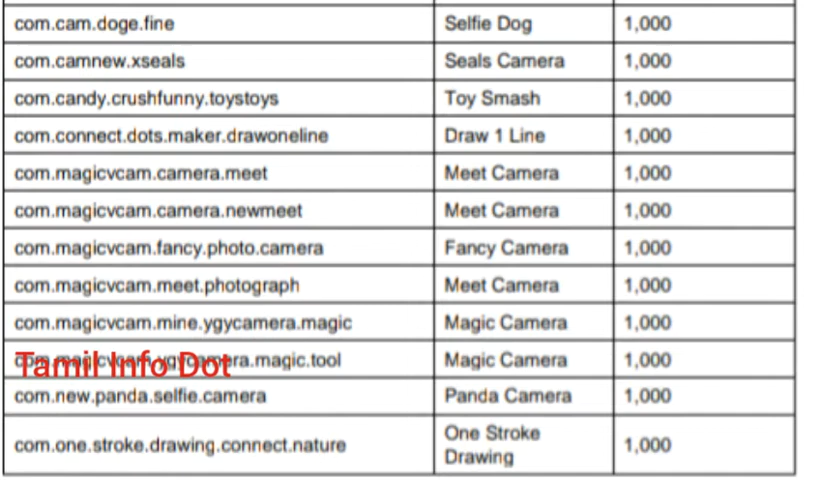 com.cam.doge.fine Selfie Dog 1,000
com.camnew.xseals Seals Camera 1,000
com.candy.crushfunny.toystoys Toy Smash 1,000
com.connect.dots.maker.drawoneline Draw 1 Line 1,000
com.magicvcam.camera.meet Meet Camera 1,000
com.magicvcam.camera.newmeet Meet Camera 1,000
com.magicvcam.fancy.photo.camera Fancy Camera 1,000
com.magicvcam.meet.photograph Meet Camera 1,000
com.magicvcam.mine.ygycamera.magic Magic Camera 1,000
com.magicvcam.ygycamera.magic.tool Magic Camera 1,000
Tamil Info Dot
com.new.panda.selfie.camera Panda Camera 1,000
com.one.stroke.drawing.connect.nature One Stroke Drawing 1,000